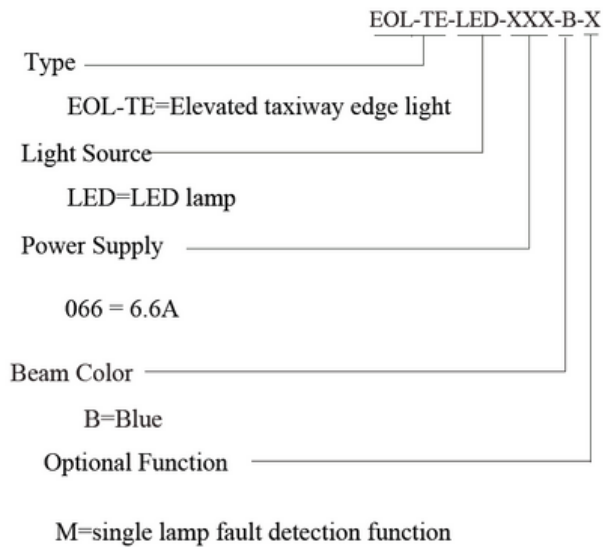 EOL-TE-LED-XXX-B-X
Type
EOL-TE=Elevated taxiway edge light
Light Source
LED=LED lamp
Power Supply
066 = 6.6A
Beam Color
B=Blue
Optional Function
M=single lamp fault detection function